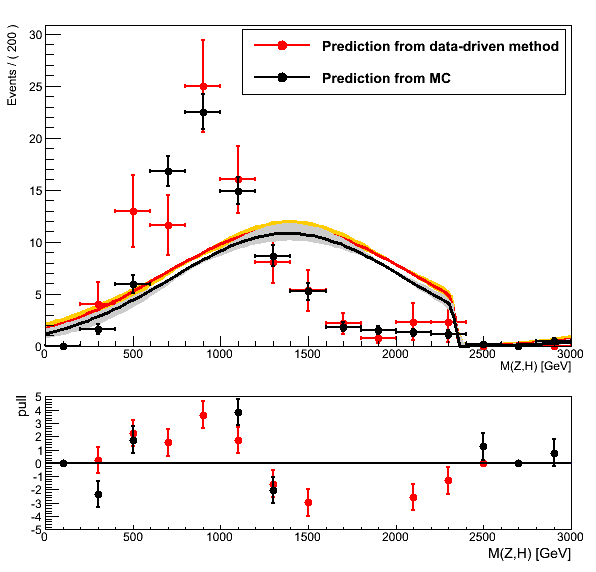 Events / ( 200 )
30
25
20
15
10
5
0
Prediction from data-driven method
Prediction from MC
0 500 1000 1500 2000 2500 3000
M(Z,H) [GeV]
pull
5
4
3
2
1
0
-1
-2
-3
-4
-5
0 500 1000 1500 2000 2500 3000
M(Z,H) [GeV]